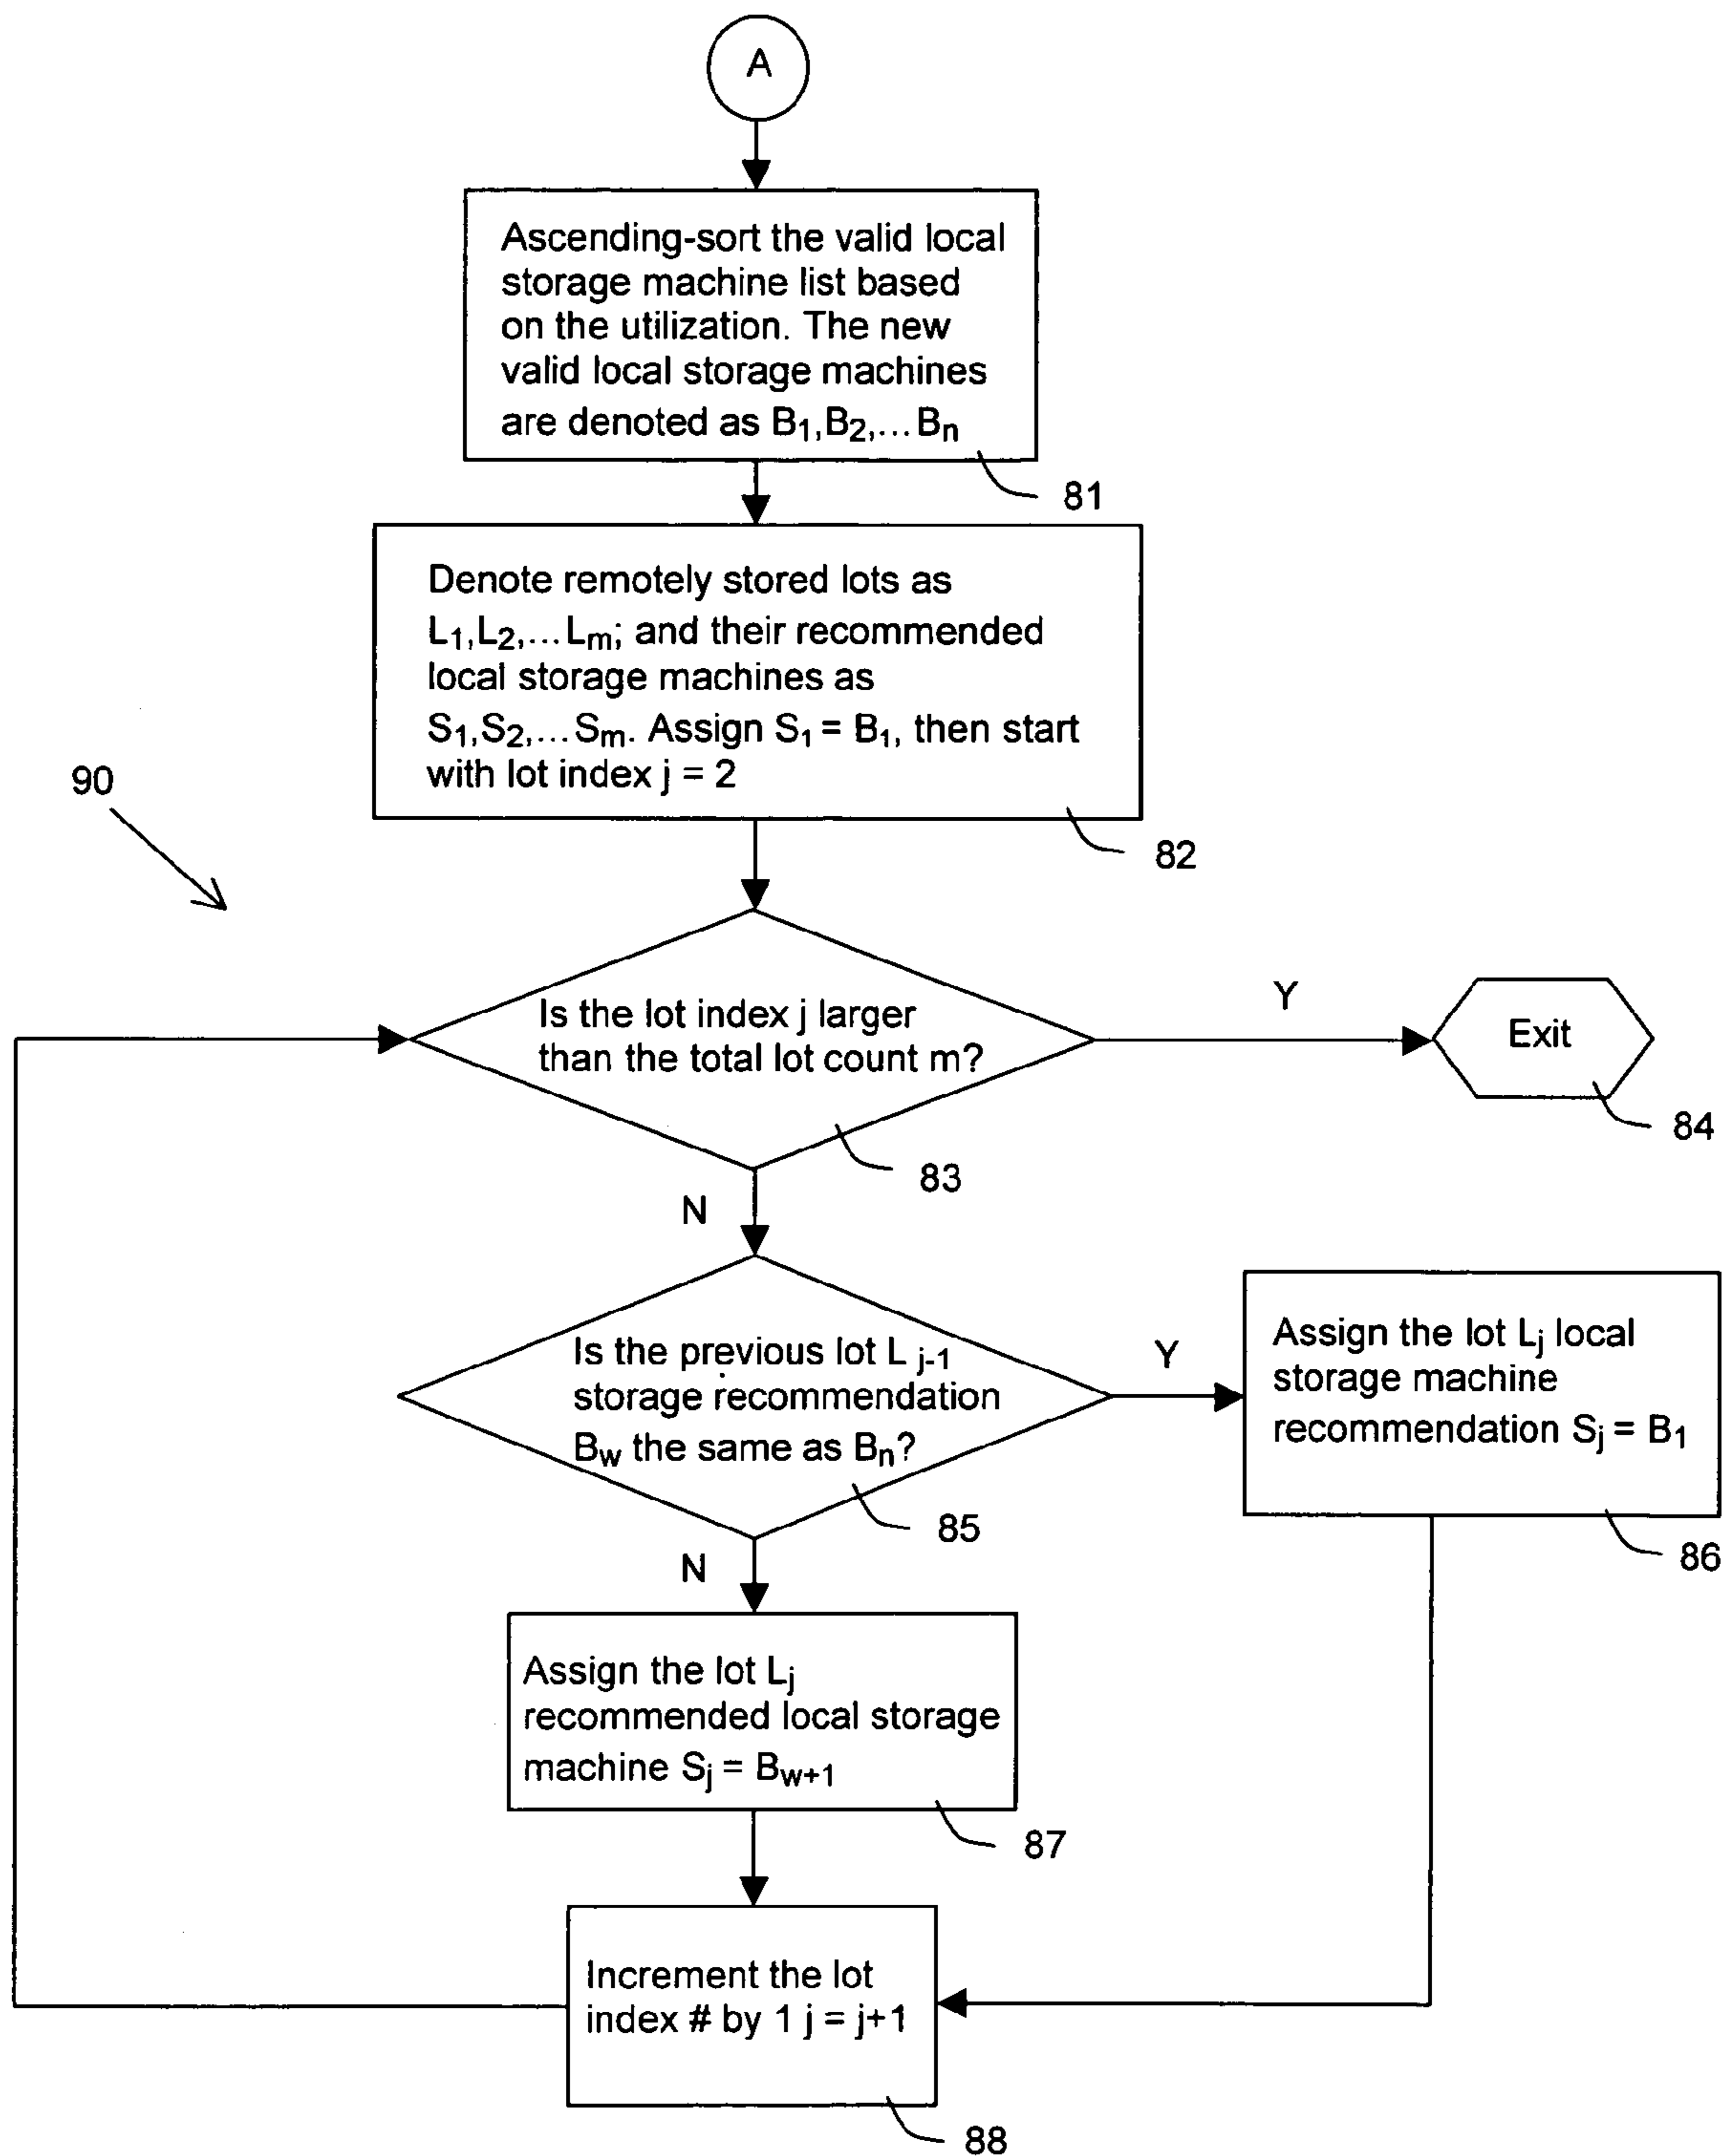 A
Ascending-sort the valid local
storage machine list based
on the utilization. The new
valid local storage machines
are denoted as B₁,B₂,...Bₙ
81
Denote remotely stored lots as
L₁,L₂,...Lₘ; and their recommended
local storage machines as
S₁,S₂,...Sₘ. Assign S₁ = B₁, then start
with lot index j = 2
82
90
Is the lot index j larger
than the total lot count m?
83
Y
Exit
84
N
Is the previous lot L j-1
storage recommendation
Bw the same as Bₙ?
85
Y
Assign the lot Lj local
storage machine
recommendation Sj = B₁
86
N
Assign the lot Lj
recommended local storage
machine Sj = Bw+1
87
Increment the lot
index # by 1 j = j+1
88